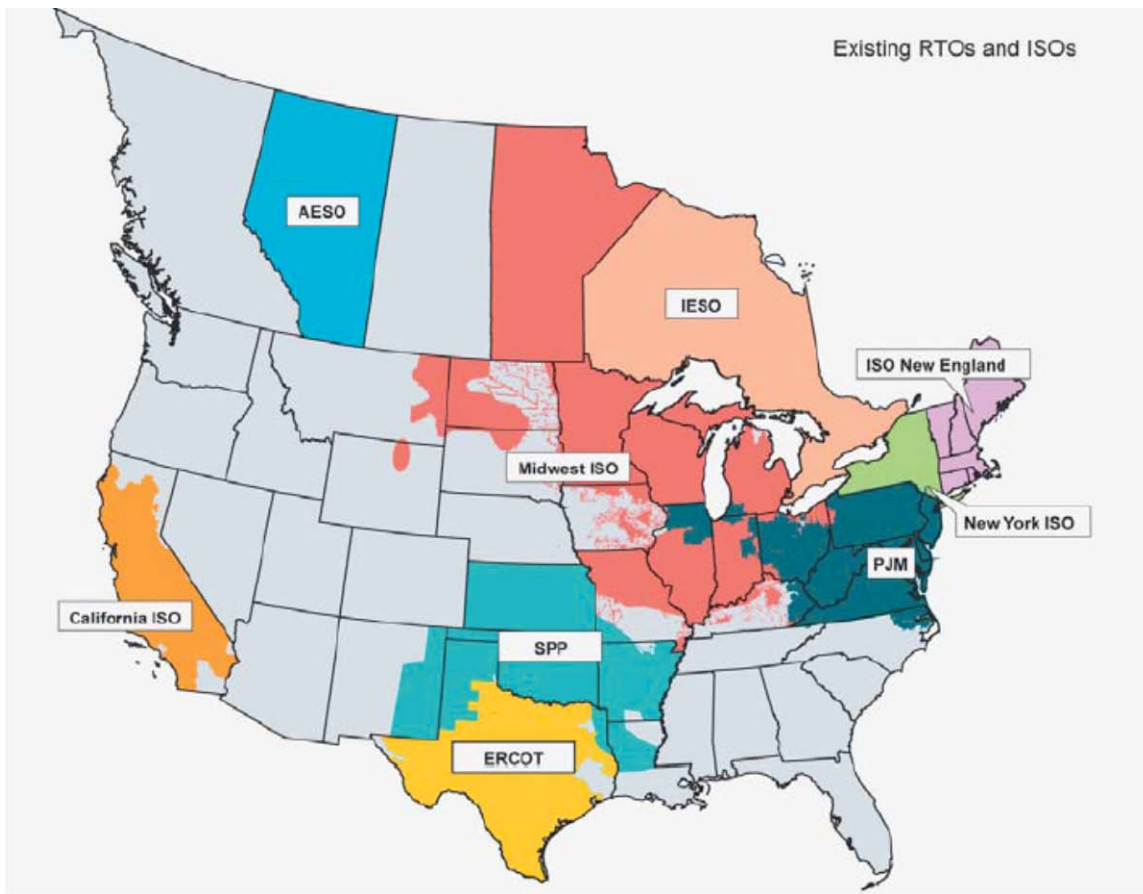 Existing RTOs and ISOs
AESO
IESO
ISO New England
Midwest ISO
New York ISO
PJM
California ISO
SPP
ERCOT